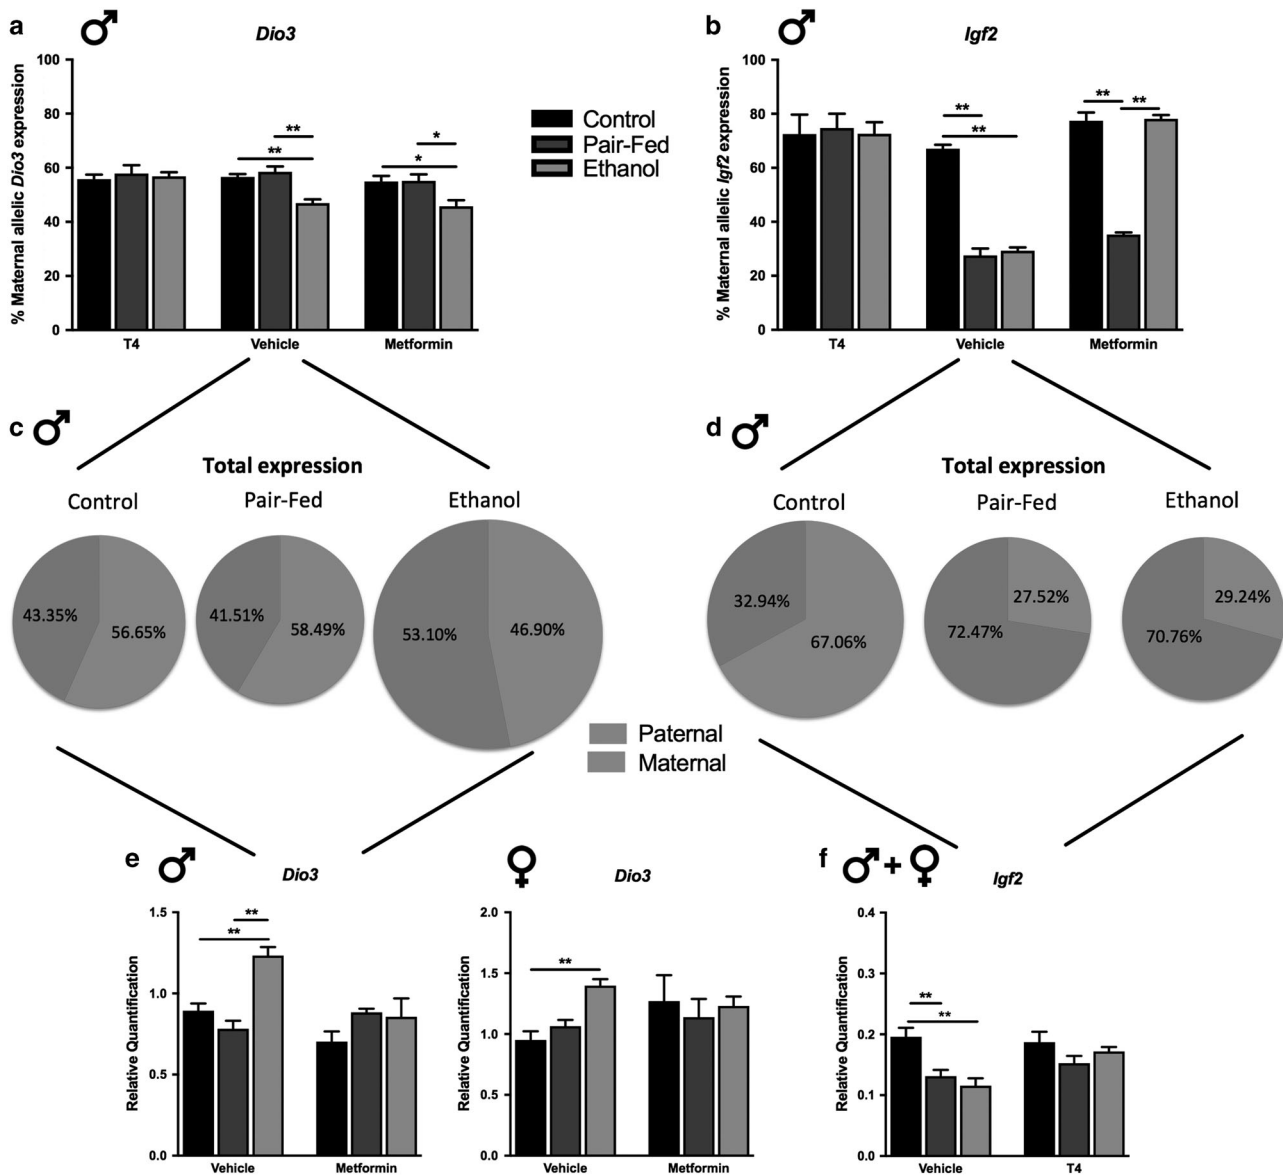 a ♂ Dio3
% Maternal allelic Dio3 expression
100
80
60
40
20
0
** ** * *
T4 Vehicle Metformin
Control
Pair-Fed
Ethanol
b ♂ Igf2
% Maternal allelic Igf2 expression
100
80
60
40
20
0
** ** ** **
T4 Vehicle Metformin
c ♂
Total expression
Control Pair-Fed Ethanol
43.35% 56.65% 41.51% 58.49% 53.10% 46.90%
d ♂
Total expression
Control Pair-Fed Ethanol
32.94% 67.06% 27.52% 72.47% 29.24% 70.76%
Paternal
Maternal
e ♂ Dio3
Relative Quantification
1.5
1.0
0.5
0.0
** **
Vehicle Metformin
♀ Dio3
Relative Quantification
2.0
1.5
1.0
0.5
0.0
**
Vehicle Metformin
f ♂ + ♀ Igf2
Relative Quantification
0.4
0.3
0.2
0.1
0.0
** **
Vehicle T4